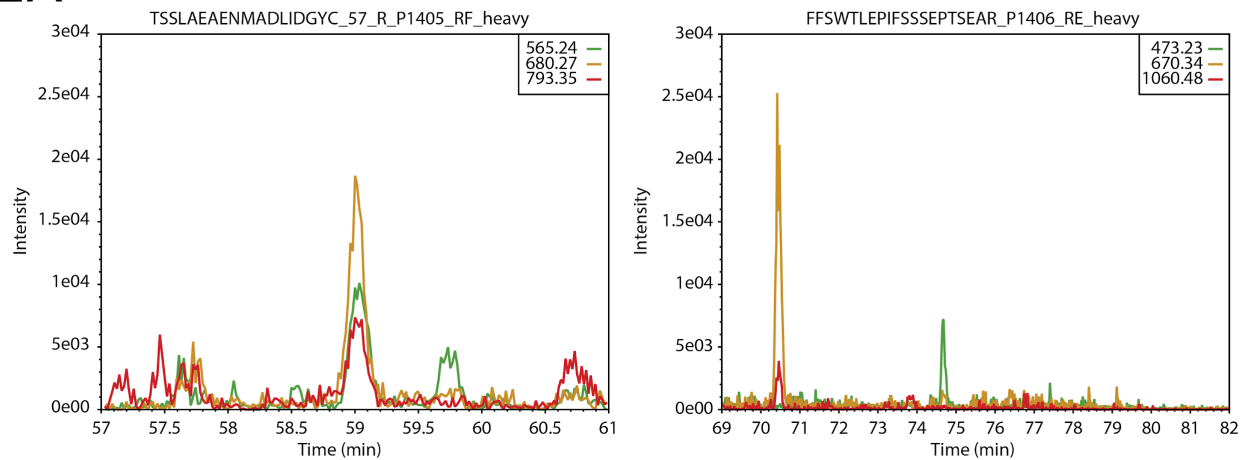 TSSLAEAENMADLIDGYC_57_R_P1405_RF_heavy
3e04
2.5e04
2e04
1.5e04
1e04
5e03
0e00
Intensity
565.24
680.27
793.35
57 57.5 58 58.5 59 59.5 60 60.5 61
Time (min)
FFSWTLEPIFSSSEPTSEAR_P1406_RE_heavy
3e04
2.5e04
2e04
1.5e04
1e04
5e03
0e00
Intensity
473.23
670.34
1060.48
69 70 71 72 73 74 75 76 77 78 79 80 81 82
Time (min)